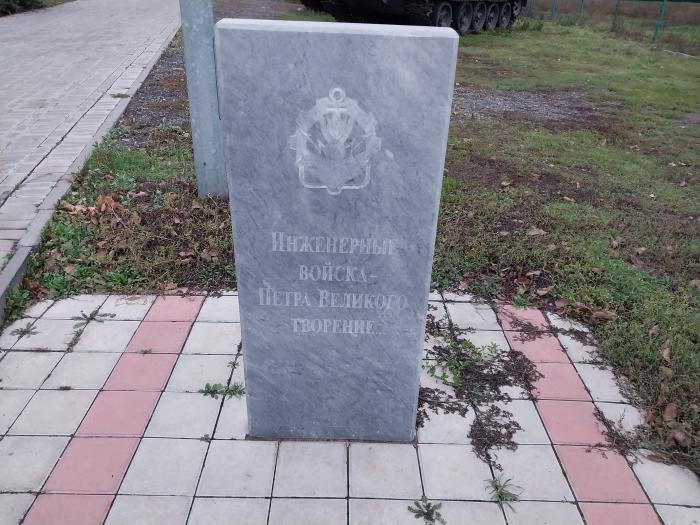 Инженерные
войска-
Петра Великого
творение.